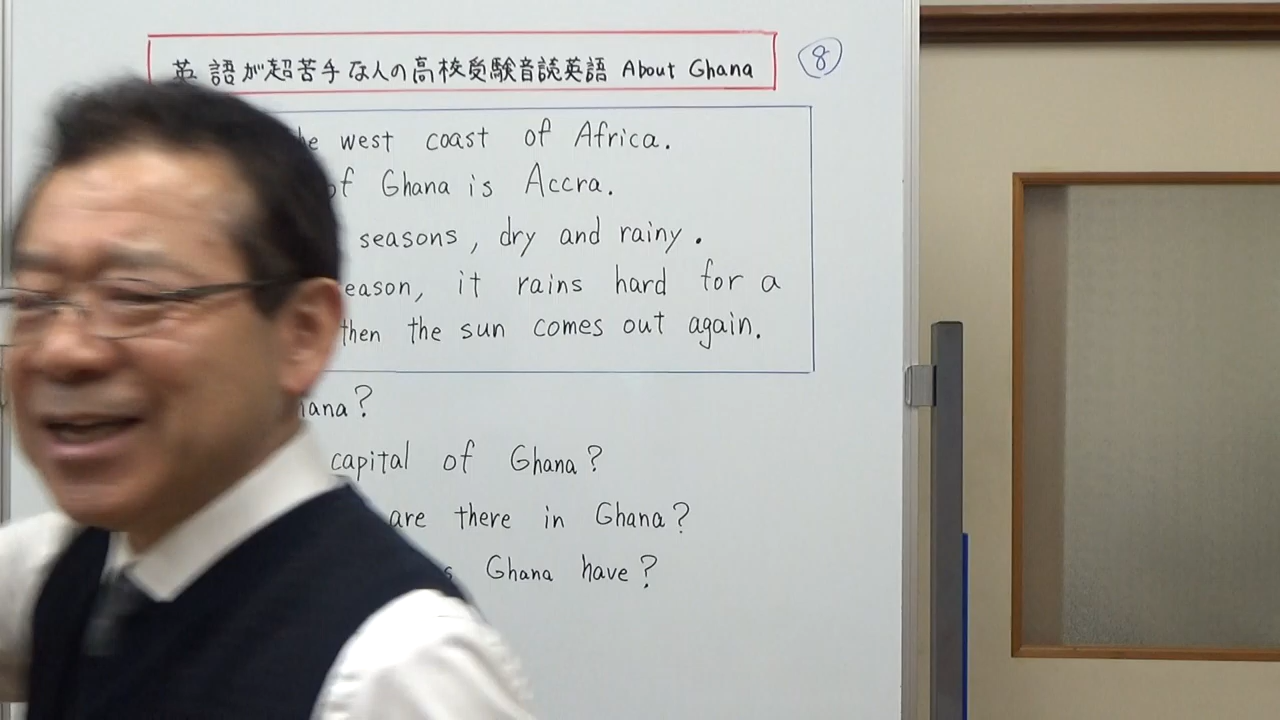 英語が超苦手な人の高校受験音読英語 About Ghana
⑧
west coast of Africa.
of Ghana is Accra.
seasons, dry and rainy.
eason, it rains hard for a
then the sun comes out again.
ana?
capital of Ghana?
are there in Ghana?
Ghana have?